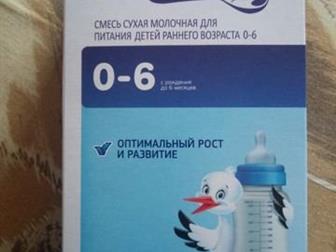 СМЕСЬ СУХАЯ МОЛОЧНАЯ ДЛЯ
ПИТАНИЯ ДЕТЕЙ РАННЕГО ВОЗРАСТА 0-6
0-6
с рождения
до 6 месяцев
ОПТИМАЛЬНЫЙ РОСТ
И РАЗВИТИЕ